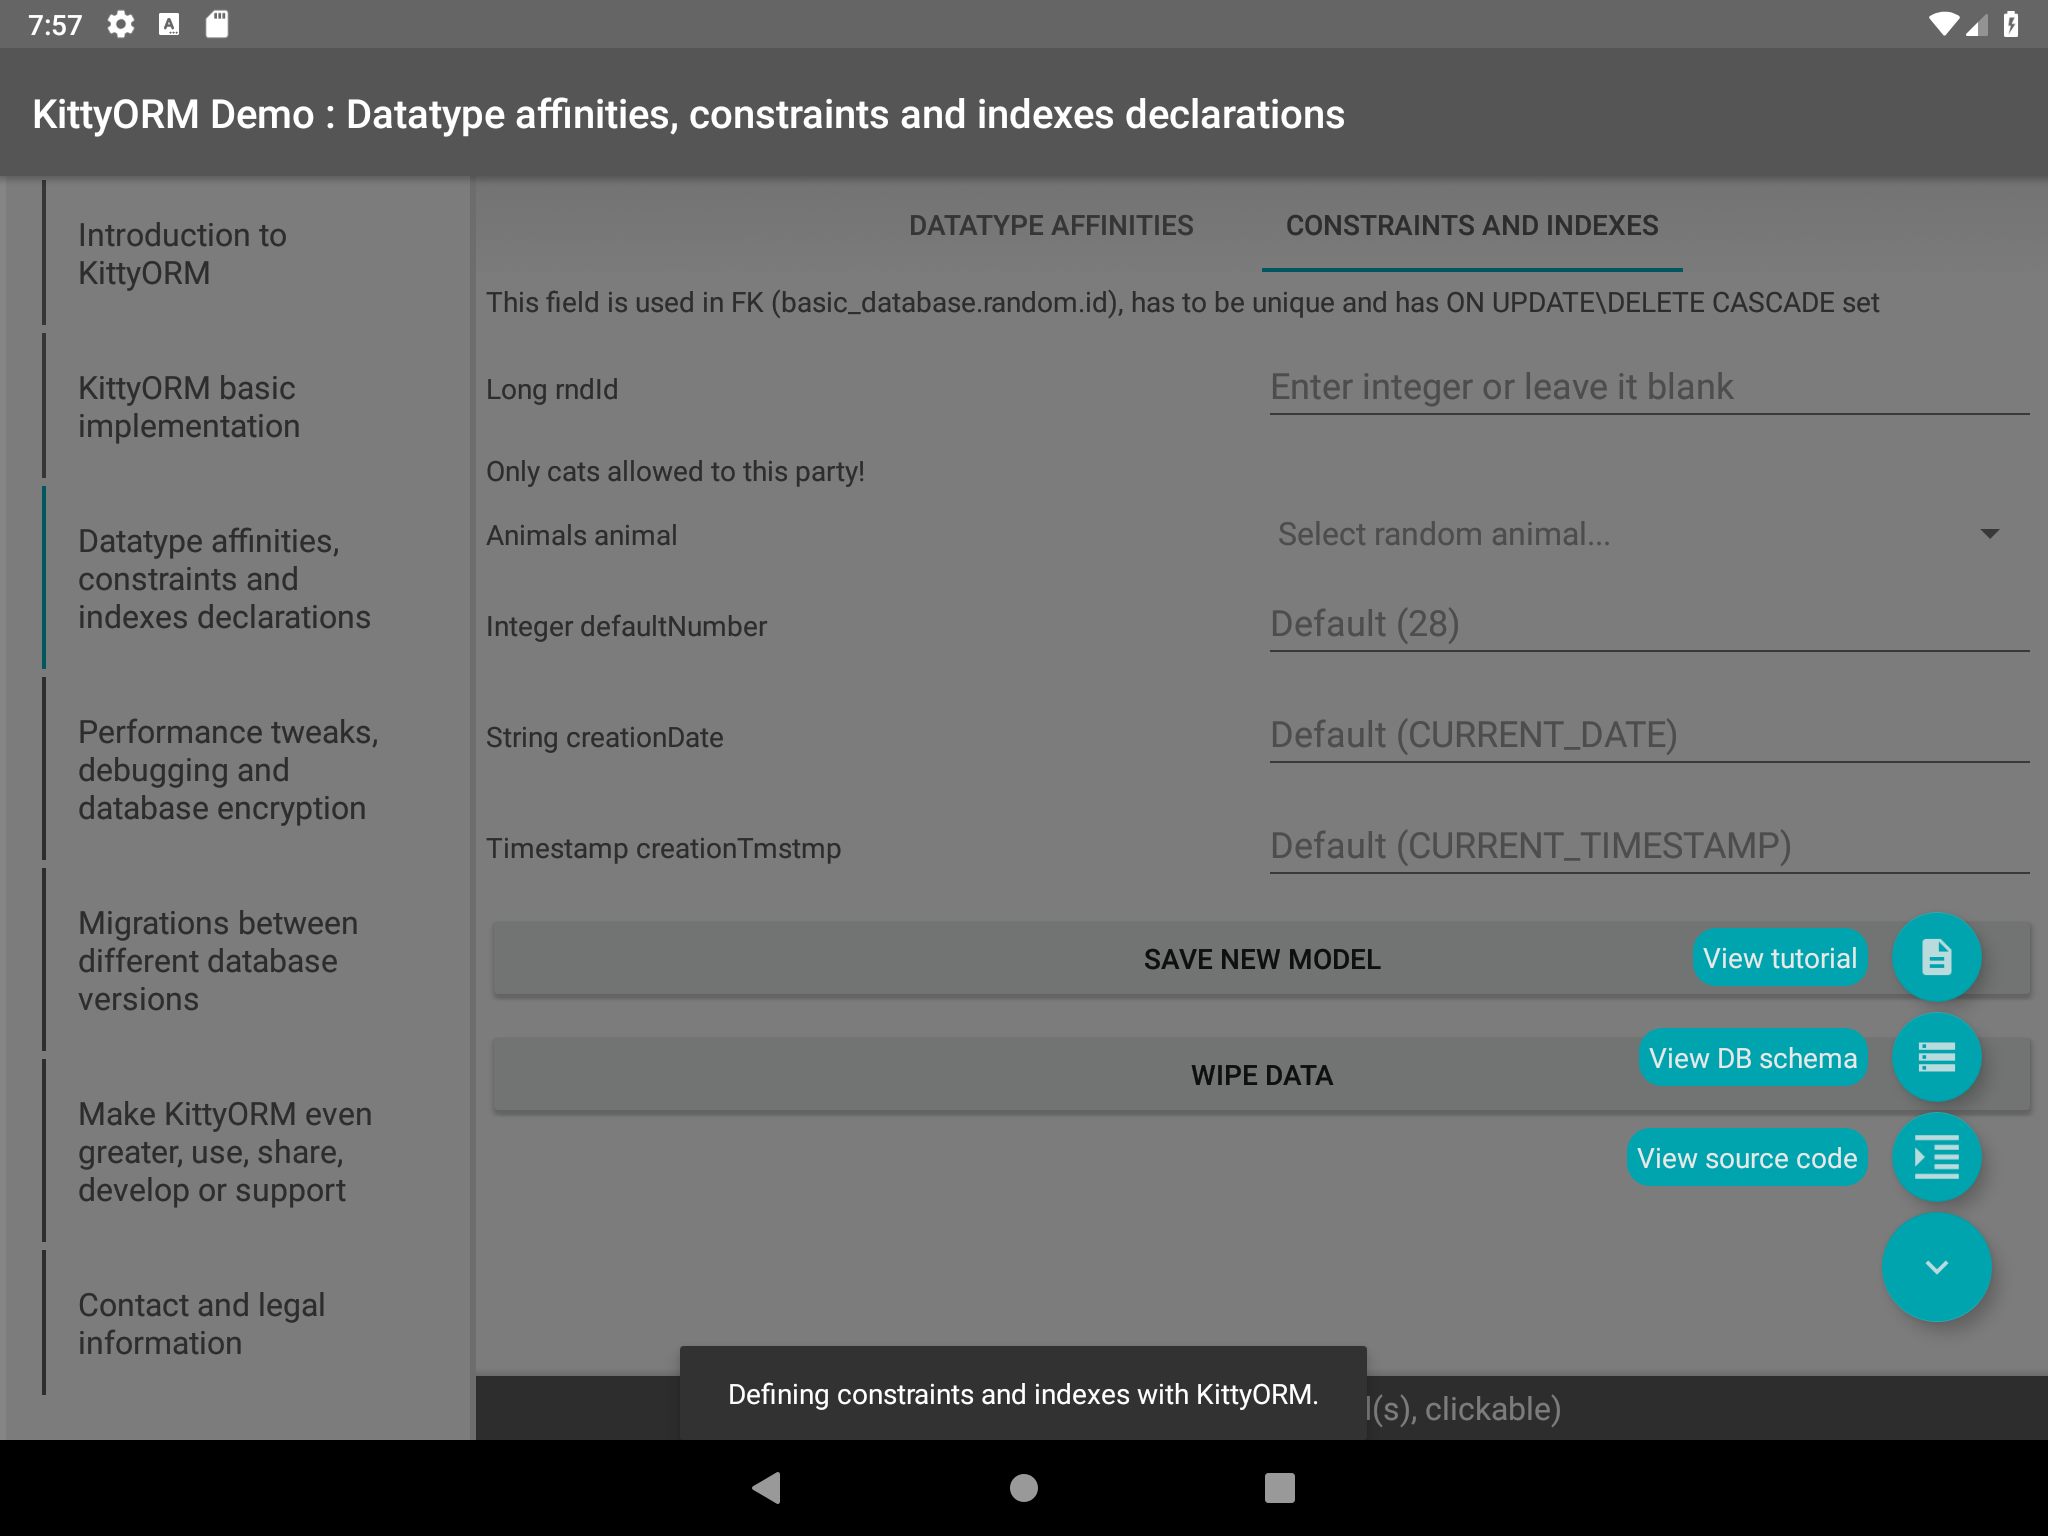 7:57
KittyORM Demo : Datatype affinities, constraints and indexes declarations
Introduction to
KittyORM
KittyORM basic
implementation
Datatype affinities,
constraints and
indexes declarations
Performance tweaks,
debugging and
database encryption
Migrations between
different database
versions
Make KittyORM even
greater, use, share,
develop or support
Contact and legal
information
DATATYPE AFFINITIES
CONSTRAINTS AND INDEXES
This field is used in FK (basic_database.random.id), has to be unique and has ON UPDATE\DELETE CASCADE set
Long rndId
Enter integer or leave it blank
Only cats allowed to this party!
Animals animal
Select random animal...
Integer defaultNumber
Default (28)
String creationDate
Default (CURRENT_DATE)
Timestamp creationTmstmp
Default (CURRENT_TIMESTAMP)
SAVE NEW MODEL
View tutorial
WIPE DATA
View DB schema
View source code
Defining constraints and indexes with KittyORM.
(s), clickable)